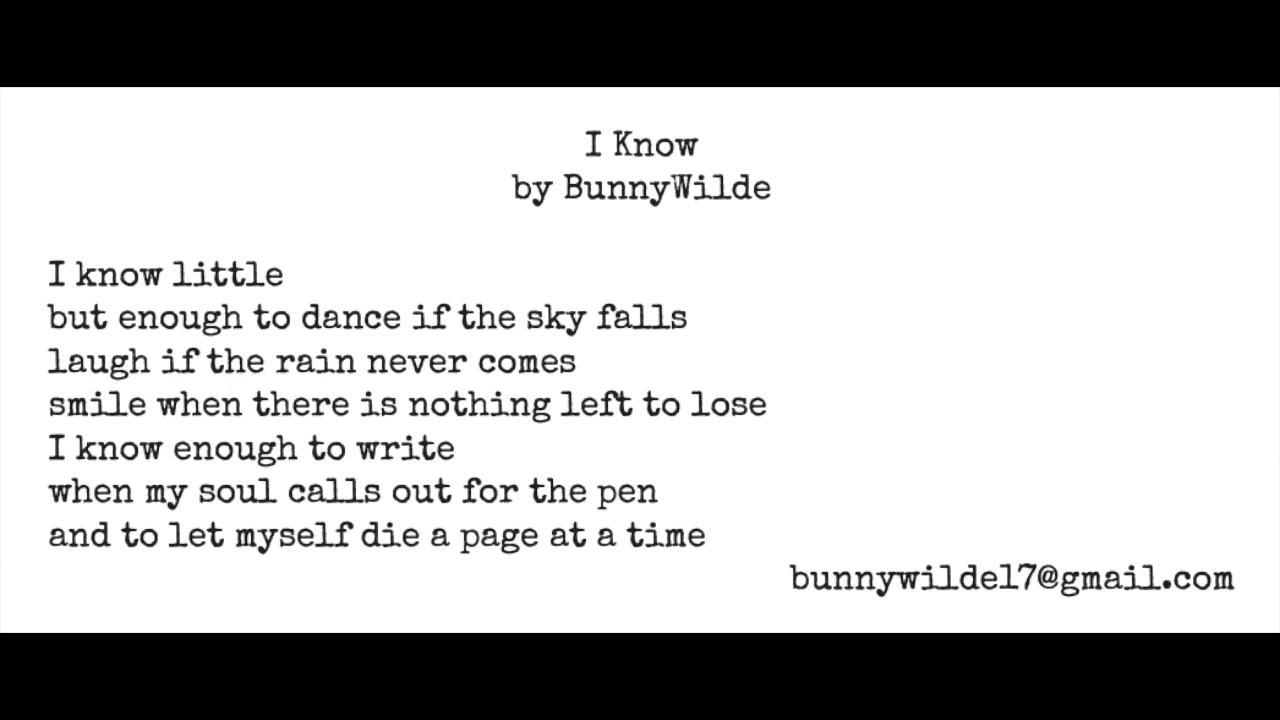 I Know
by BunnyWilde
I know little
but enough to dance if the sky falls
laugh if the rain never comes
smile when there is nothing left to lose
I know enough to write
when my soul calls out for the pen
and to let myself die a page at a time
bunnywilde17@gmail.com